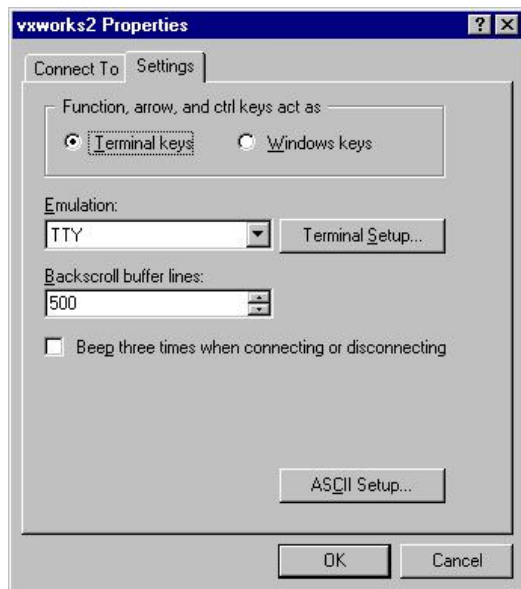 vxworks2 Properties
Connect To Settings
Function, arrow, and ctrl keys act as
Terminal keys Windows keys
Emulation:
TTY Terminal Setup...
Backscroll buffer lines:
500
Beep three times when connecting or disconnecting
ASCII Setup...
OK Cancel